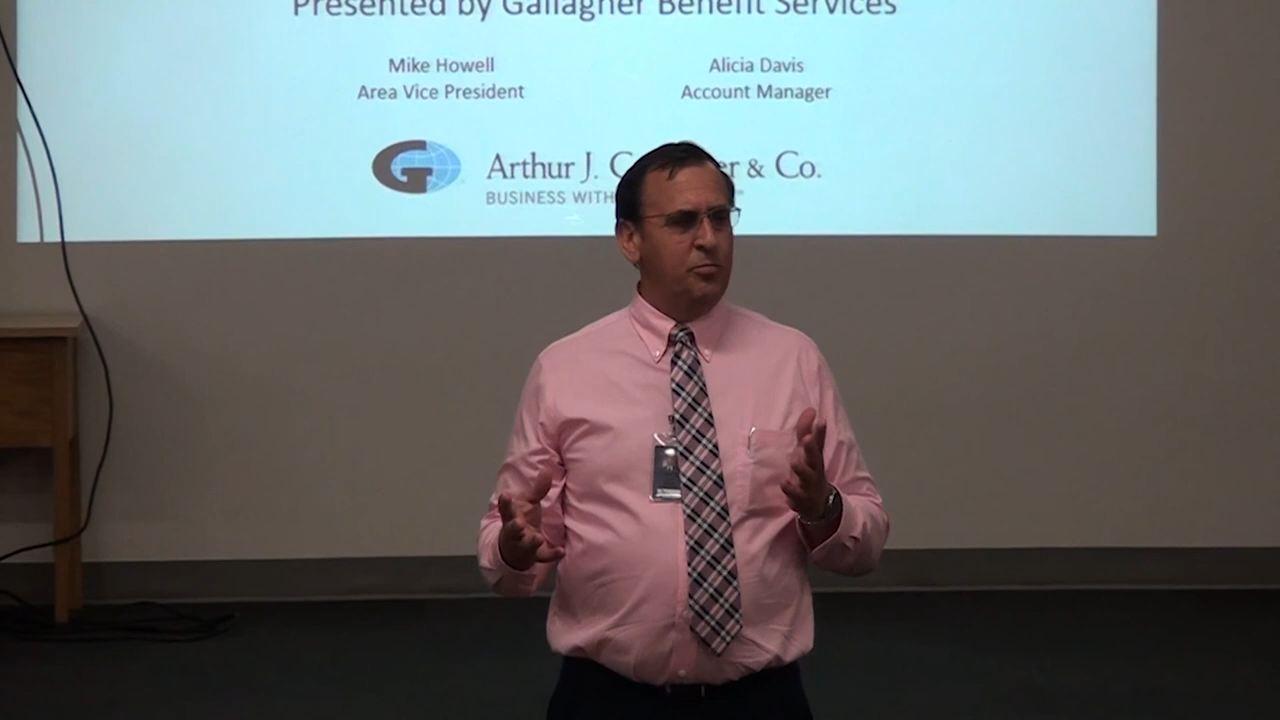 Presented by Gallagher Benefit Services
Mike Howell
Area Vice President
Alicia Davis
Account Manager
Arthur J. & Co.
BUSINESS WITH